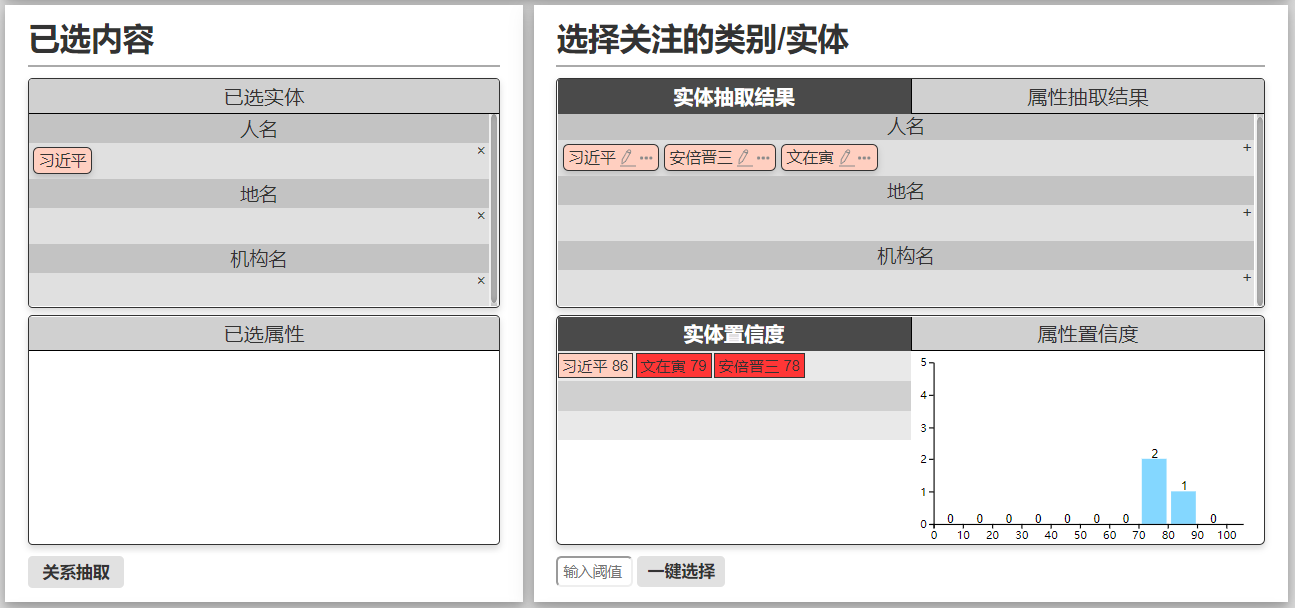 已选内容
已选实体
人名
习近平
×
地名
×
机构名
×
已选属性
关系抽取
选择关注的类别/实体
实体抽取结果 属性抽取结果
人名
习近平 ••• 安倍晋三 ••• 文在寅 •••
+
地名
+
机构名
+
实体置信度 属性置信度
习近平 86 文在寅 79 安倍晋三 78
5
4
3
2
1
0
0 0 0 0 0 0 0 2 1 0
0 10 20 30 40 50 60 70 80 90 100
输入阈值 一键选择